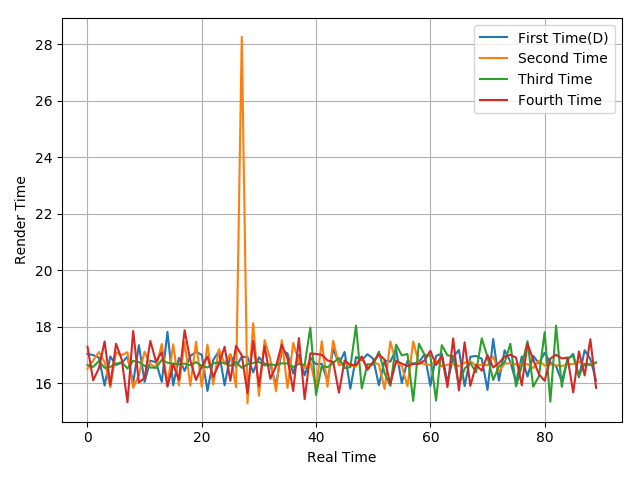 First Time(D)
Second Time
Third Time
Fourth Time
28
26
24
22
20
18
16
Render Time
0
20
40
60
80
Real Time